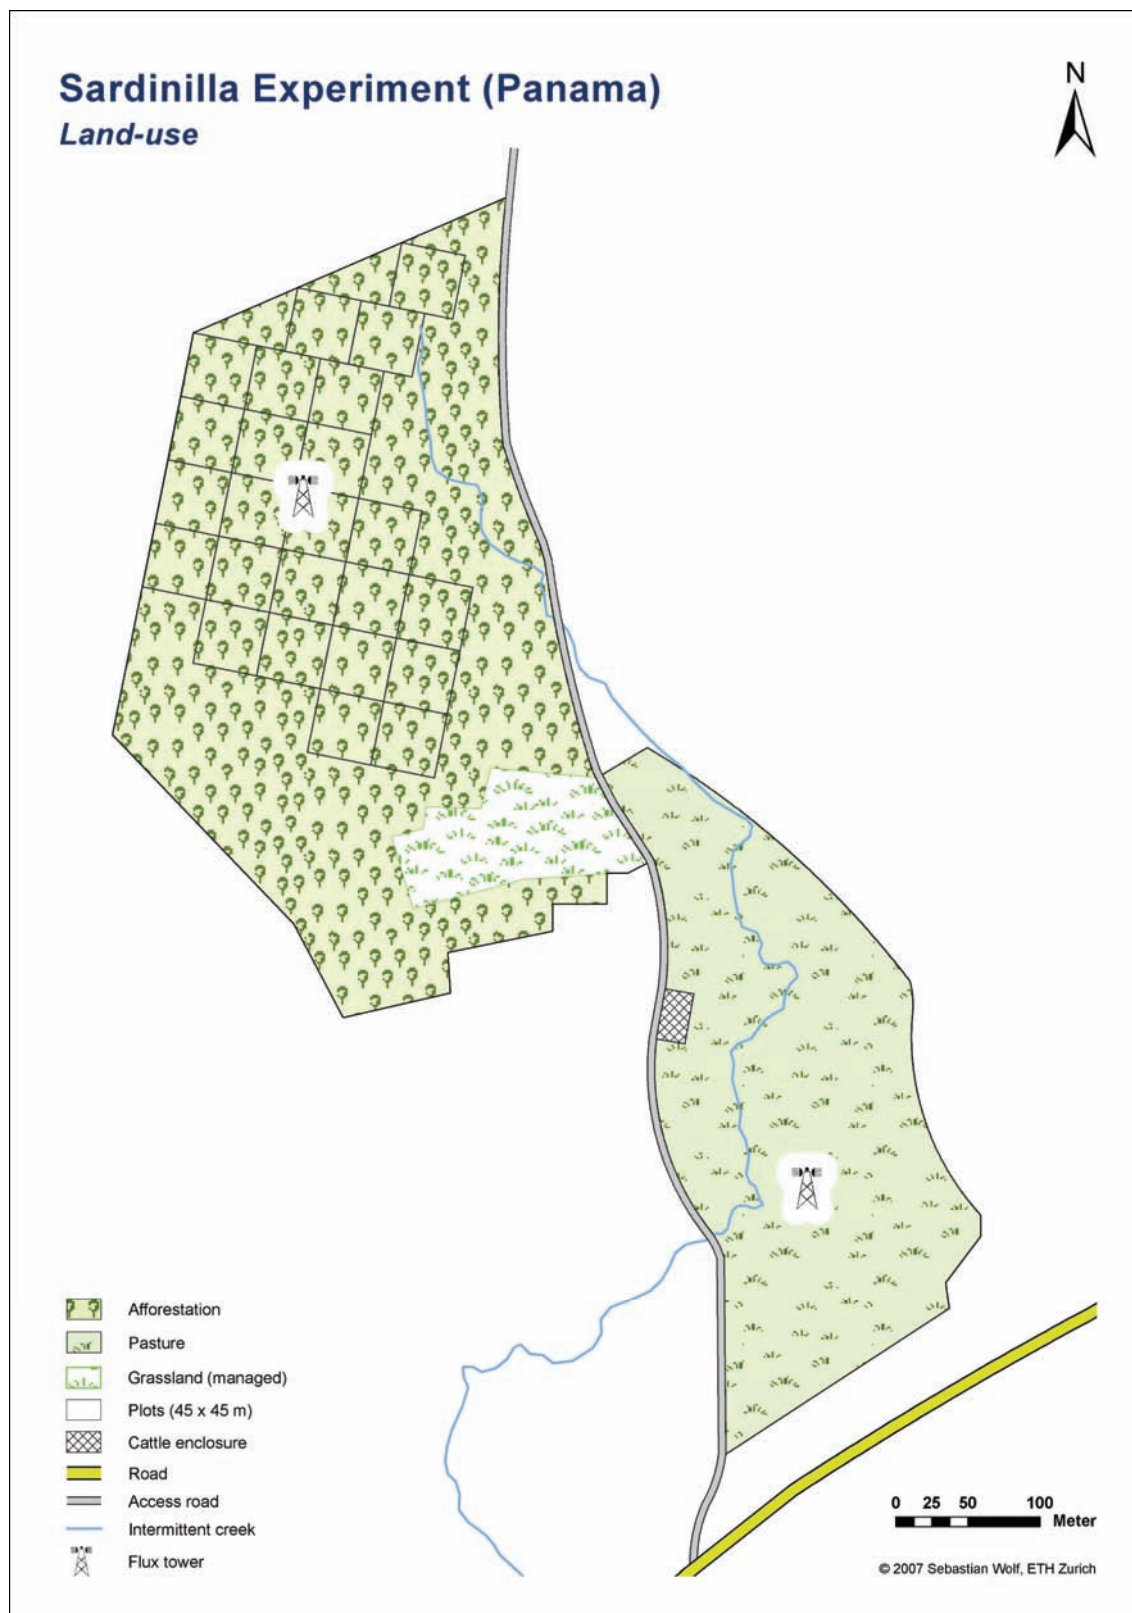 Sardinilla Experiment (Panama)
Land-use
N
Afforestation
Pasture
Grassland (managed)
Plots (45 x 45 m)
Cattle enclosure
Road
Access road
Intermittent creek
Flux tower
0 25 50 100
Meter
© 2007 Sebastian Wolf, ETH Zurich